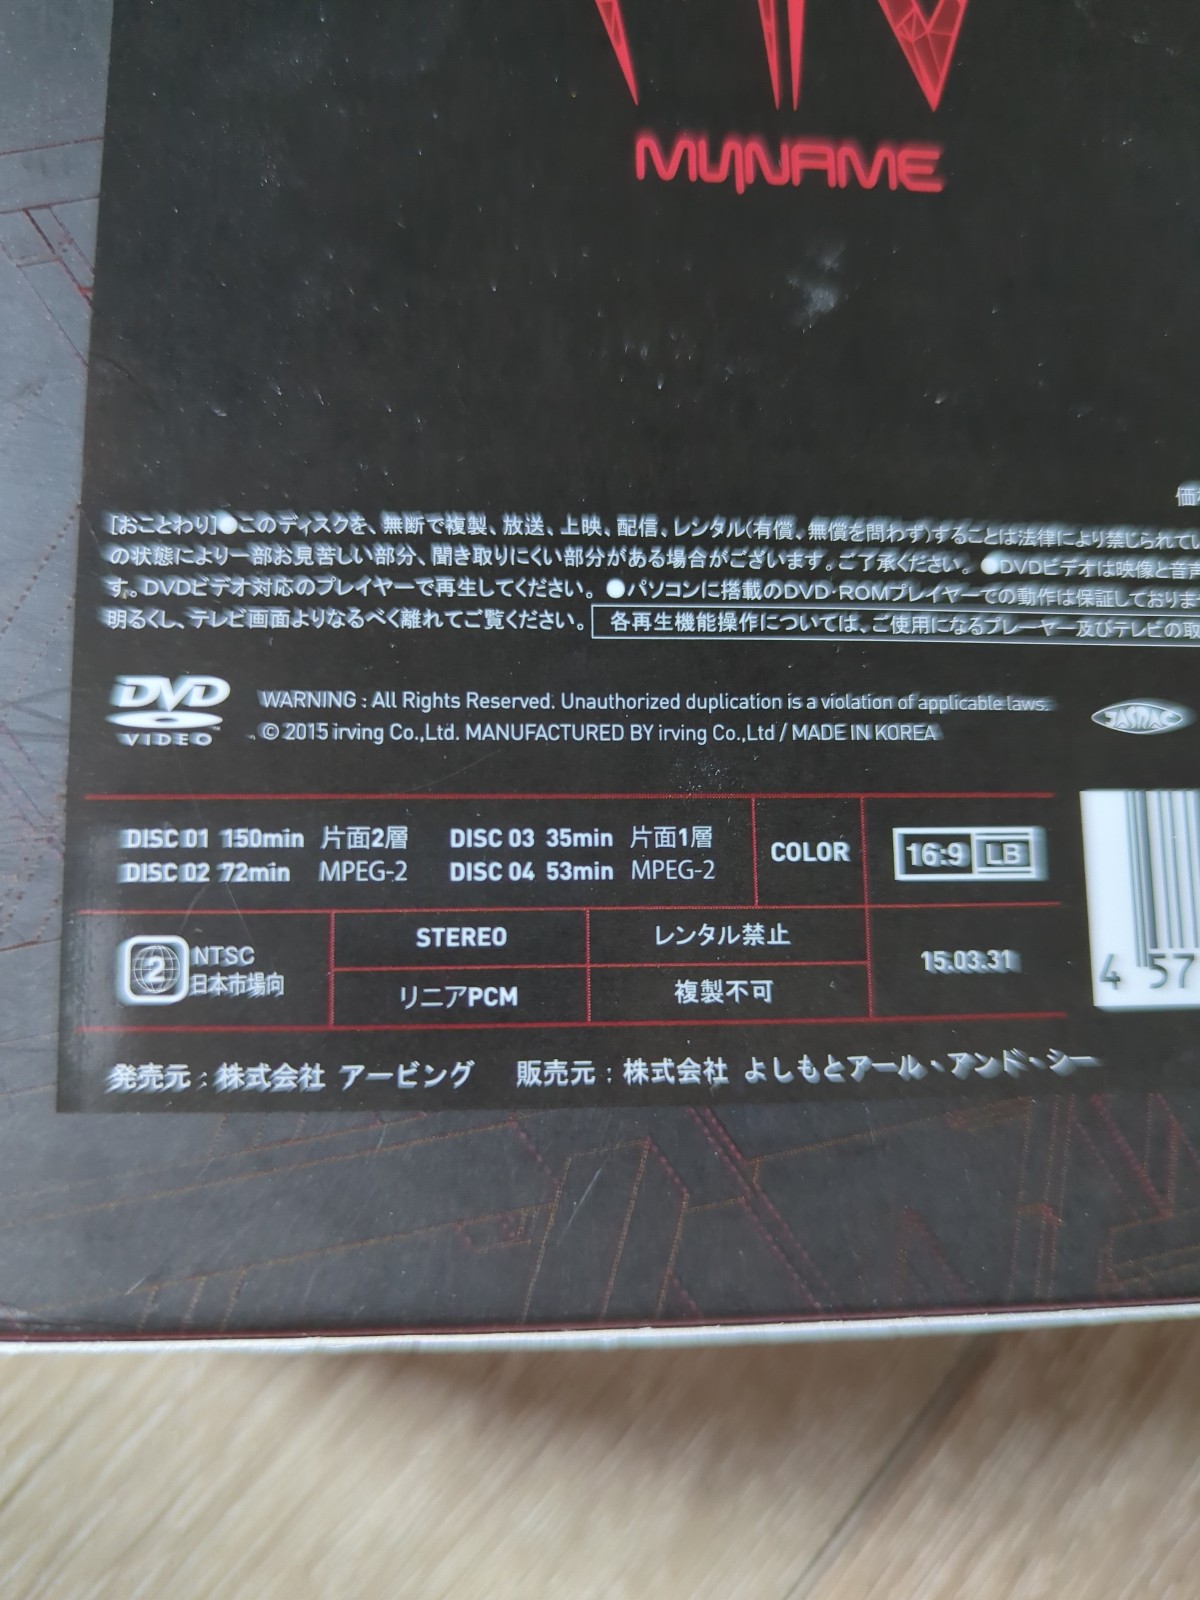 MYNAME
価
[おことわり]●このディスクを、無断で複製、放送、上映、配信、レンタル(有償、無償を問わず)することは法律により禁じられてい
の状態により一部お見苦しい部分、聞き取りにくい部分がある場合がございます。ご了承ください。 ●DVDビデオは映像と音声
す。DVDビデオ対応のプレイヤーで再生してください。 ●パソコンに搭載のDVD・ROMプレイヤーでの動作は保証しておりま
明るくし、テレビ画面よりなるべく離れてご覧ください。 各再生機能操作については、ご使用になるプレーヤー及びテレビの取
DVD VIDEO
WARNING : All Rights Reserved. Unauthorized duplication is a violation of applicable laws.
© 2015 irving Co.,Ltd. MANUFACTURED BY irving Co.,Ltd / MADE IN KOREA
JASRAC
DISC 01 150min 片面2層 DISC 03 35min 片面1層
DISC 02 72min MPEG-2 DISC 04 53min MPEG-2
COLOR
16:9 LB
2 NTSC 日本市場向
STEREO
リニアPCM
レンタル禁止
複製不可
15.03.31
4 57
発売元:株式会社 アービング 販売元:株式会社 よしもとアール・アンド・シー